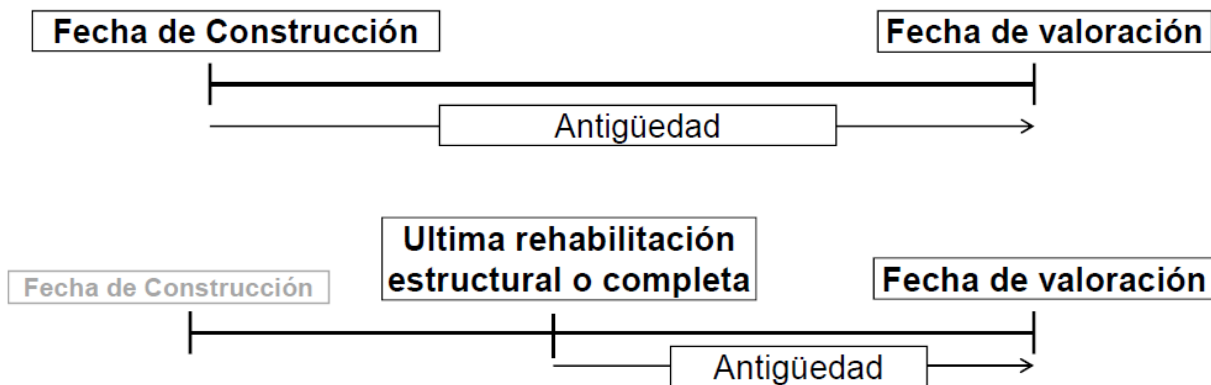 Fecha de Construcción
Fecha de valoración
Antigüedad
Ultima rehabilitación
estructural o completa
Fecha de Construcción
Fecha de valoración
Antigüedad